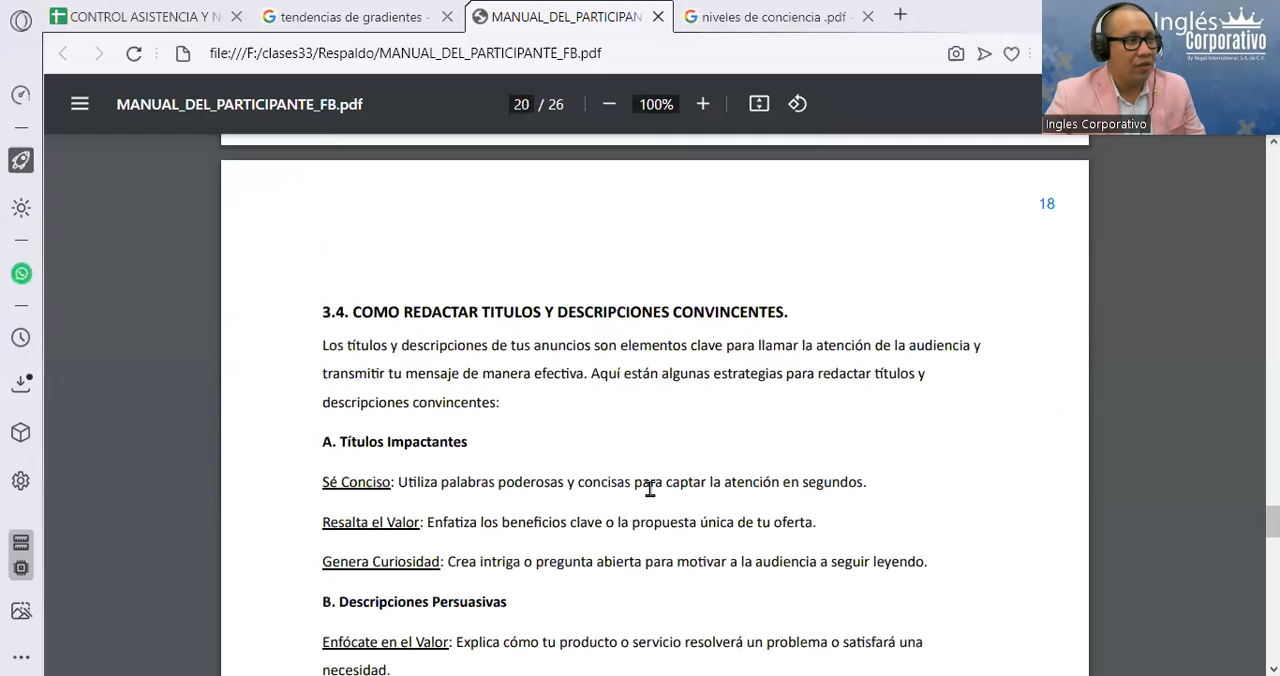 CONTROL ASISTENCIA Y N
tendencias de gradientes -
MANUAL_DEL_PARTICIPAN
niveles de conciencia .pdf -
file:///F:/clases33/Respaldo/MANUAL_DEL_PARTICIPANTE_FB.pdf
Inglés
Corporativo
By Regal International, S.A. de C.V.
Ingles Corporativo
MANUAL_DEL_PARTICIPANTE_FB.pdf
20 / 26
100%
18
3.4. COMO REDACTAR TITULOS Y DESCRIPCIONES CONVINCENTES.
Los títulos y descripciones de tus anuncios son elementos clave para llamar la atención de la audiencia y
transmitir tu mensaje de manera efectiva. Aquí están algunas estrategias para redactar títulos y
descripciones convincentes:
A. Títulos Impactantes
Sé Conciso: Utiliza palabras poderosas y concisas para captar la atención en segundos.
Resalta el Valor: Enfatiza los beneficios clave o la propuesta única de tu oferta.
Genera Curiosidad: Crea intriga o pregunta abierta para motivar a la audiencia a seguir leyendo.
B. Descripciones Persuasivas
Enfócate en el Valor: Explica cómo tu producto o servicio resolverá un problema o satisfará una
necesidad.